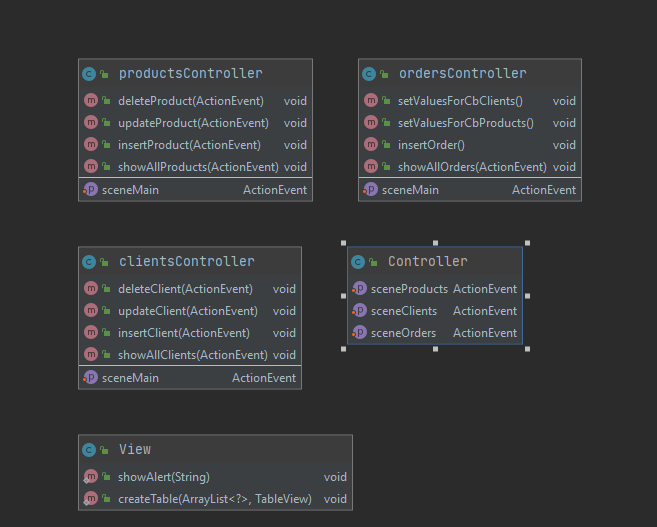 productsController
deleteProduct(ActionEvent) void
updateProduct(ActionEvent) void
insertProduct(ActionEvent) void
showAllProducts(ActionEvent) void
sceneMain ActionEvent
ordersController
setValuesForCbClients() void
setValuesForCbProducts() void
insertOrder() void
showAllOrders(ActionEvent) void
sceneMain ActionEvent
clientsController
deleteClient(ActionEvent) void
updateClient(ActionEvent) void
insertClient(ActionEvent) void
showAllClients(ActionEvent) void
sceneMain ActionEvent
Controller
sceneProducts ActionEvent
sceneClients ActionEvent
sceneOrders ActionEvent
View
showAlert(String) void
createTable(ArrayList<?>, TableView) void